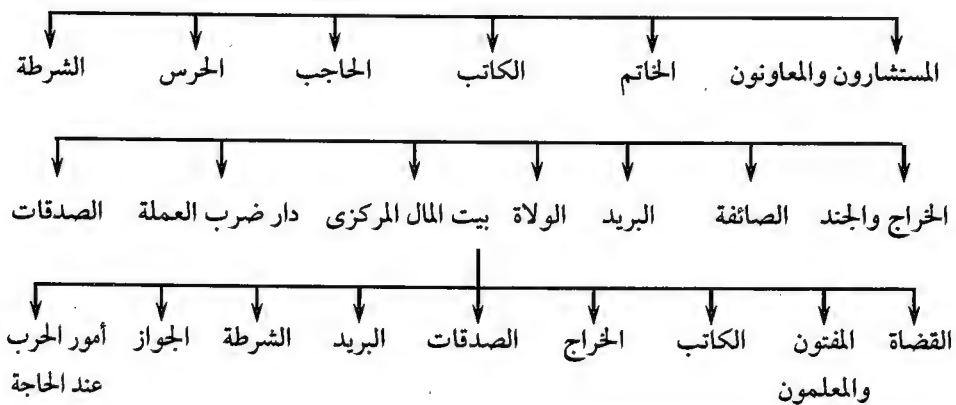 المستشارون والمعاونون الخاتم الكاتب الحاجب الحرس الشرطة
الخراج والجند الصائفة البريد الولاة بيت المال المركزى دار ضرب العملة الصدقات
القضاة المفتون الكاتب الخراج الصدقات البريد الشرطة الجواز أمور الحرب
والمعلمون عند الحاجة